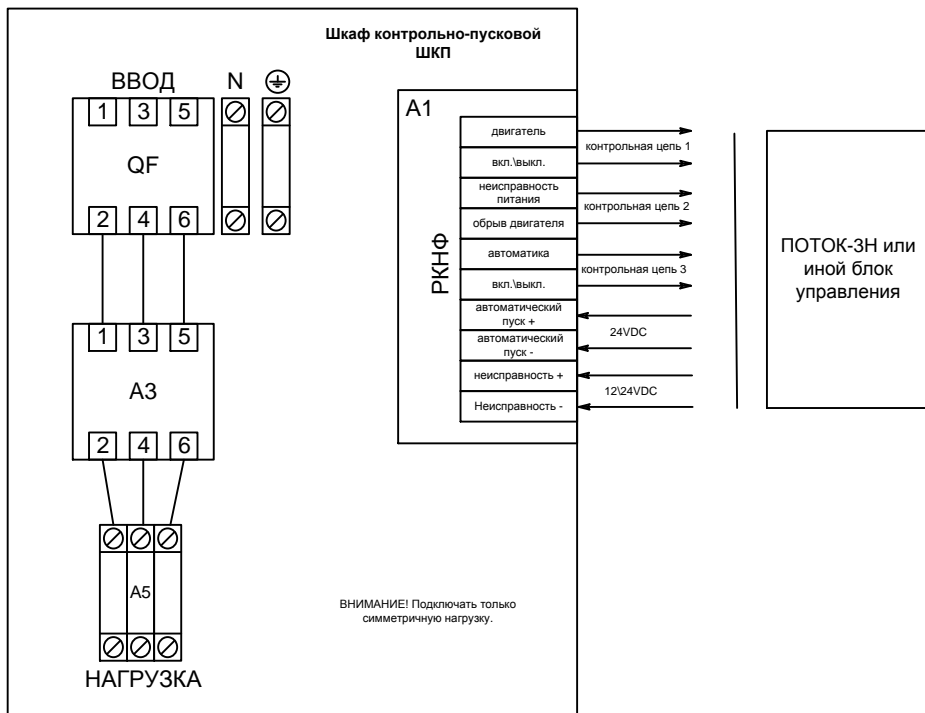 Шкаф контрольно-пусковой
ШКП
ВВОД
N
1 3 5
QF
2 4 6
1 3 5
А3
2 4 6
А5
НАГРУЗКА
А1
РКНФ
двигатель
вкл.\выкл.
неисправность
питания
обрыв двигателя
автоматика
вкл.\выкл.
автоматический
пуск +
автоматический
пуск -
неисправность +
Неисправность -
контрольная цепь 1
контрольная цепь 2
контрольная цепь 3
24VDC
12\24VDC
ПОТОК-3Н или
иной блок
управления
ВНИМАНИЕ! Подключать только
симметричную нагрузку.